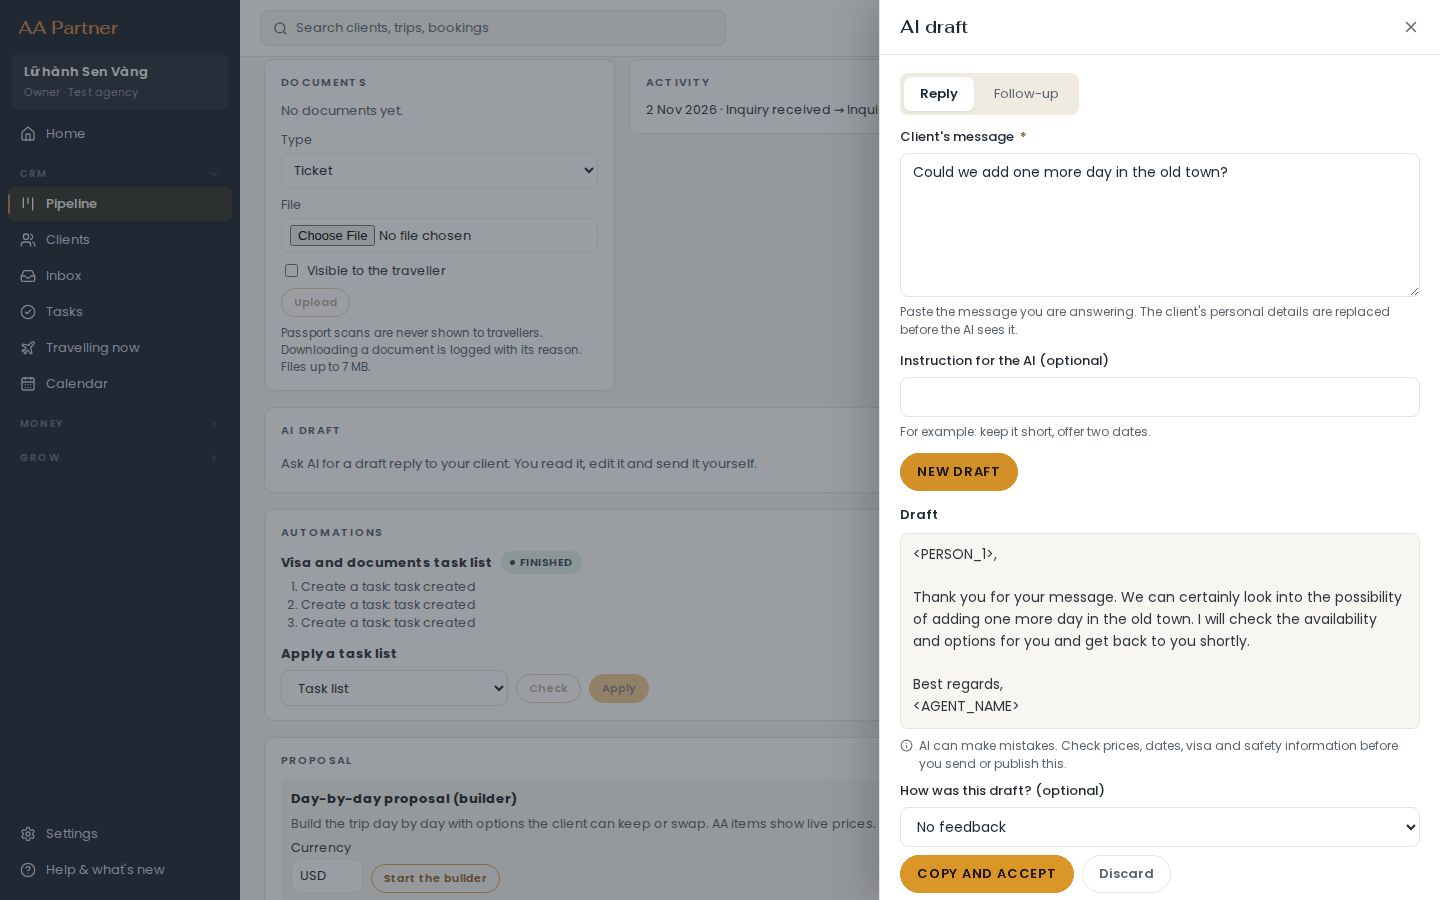 AA Partner
Lữ hành Sen Vàng
Owner · Test agency
Home
CRM
Pipeline
Clients
Inbox
Tasks
Travelling now
Calendar
MONEY
GROW
Settings
Help & what's new
Search clients, trips, bookings
DOCUMENTS
No documents yet.
Type
Ticket
File
Choose File No file chosen
Visible to the traveller
Upload
Passport scans are never shown to travellers.
Downloading a document is logged with its reason.
Files up to 7 MB.
ACTIVITY
2 Nov 2026 · Inquiry received → Inqui
AI DRAFT
Ask AI for a draft reply to your client. You read it, edit it and send it yourself.
AUTOMATIONS
Visa and documents task list FINISHED
1. Create a task: task created
2. Create a task: task created
3. Create a task: task created
Apply a task list
Task list Check Apply
PROPOSAL
Day-by-day proposal (builder)
Build the trip day by day with options the client can keep or swap. AA items show live prices.
Currency
USD Start the builder
AI draft
Reply Follow-up
Client's message *
Could we add one more day in the old town?
Paste the message you are answering. The client's personal details are replaced
before the AI sees it.
Instruction for the AI (optional)
For example: keep it short, offer two dates.
NEW DRAFT
Draft
<PERSON_1>,
Thank you for your message. We can certainly look into the possibility
of adding one more day in the old town. I will check the availability
and options for you and get back to you shortly.
Best regards,
<AGENT_NAME>
AI can make mistakes. Check prices, dates, visa and safety information before
you send or publish this.
How was this draft? (optional)
No feedback
COPY AND ACCEPT Discard